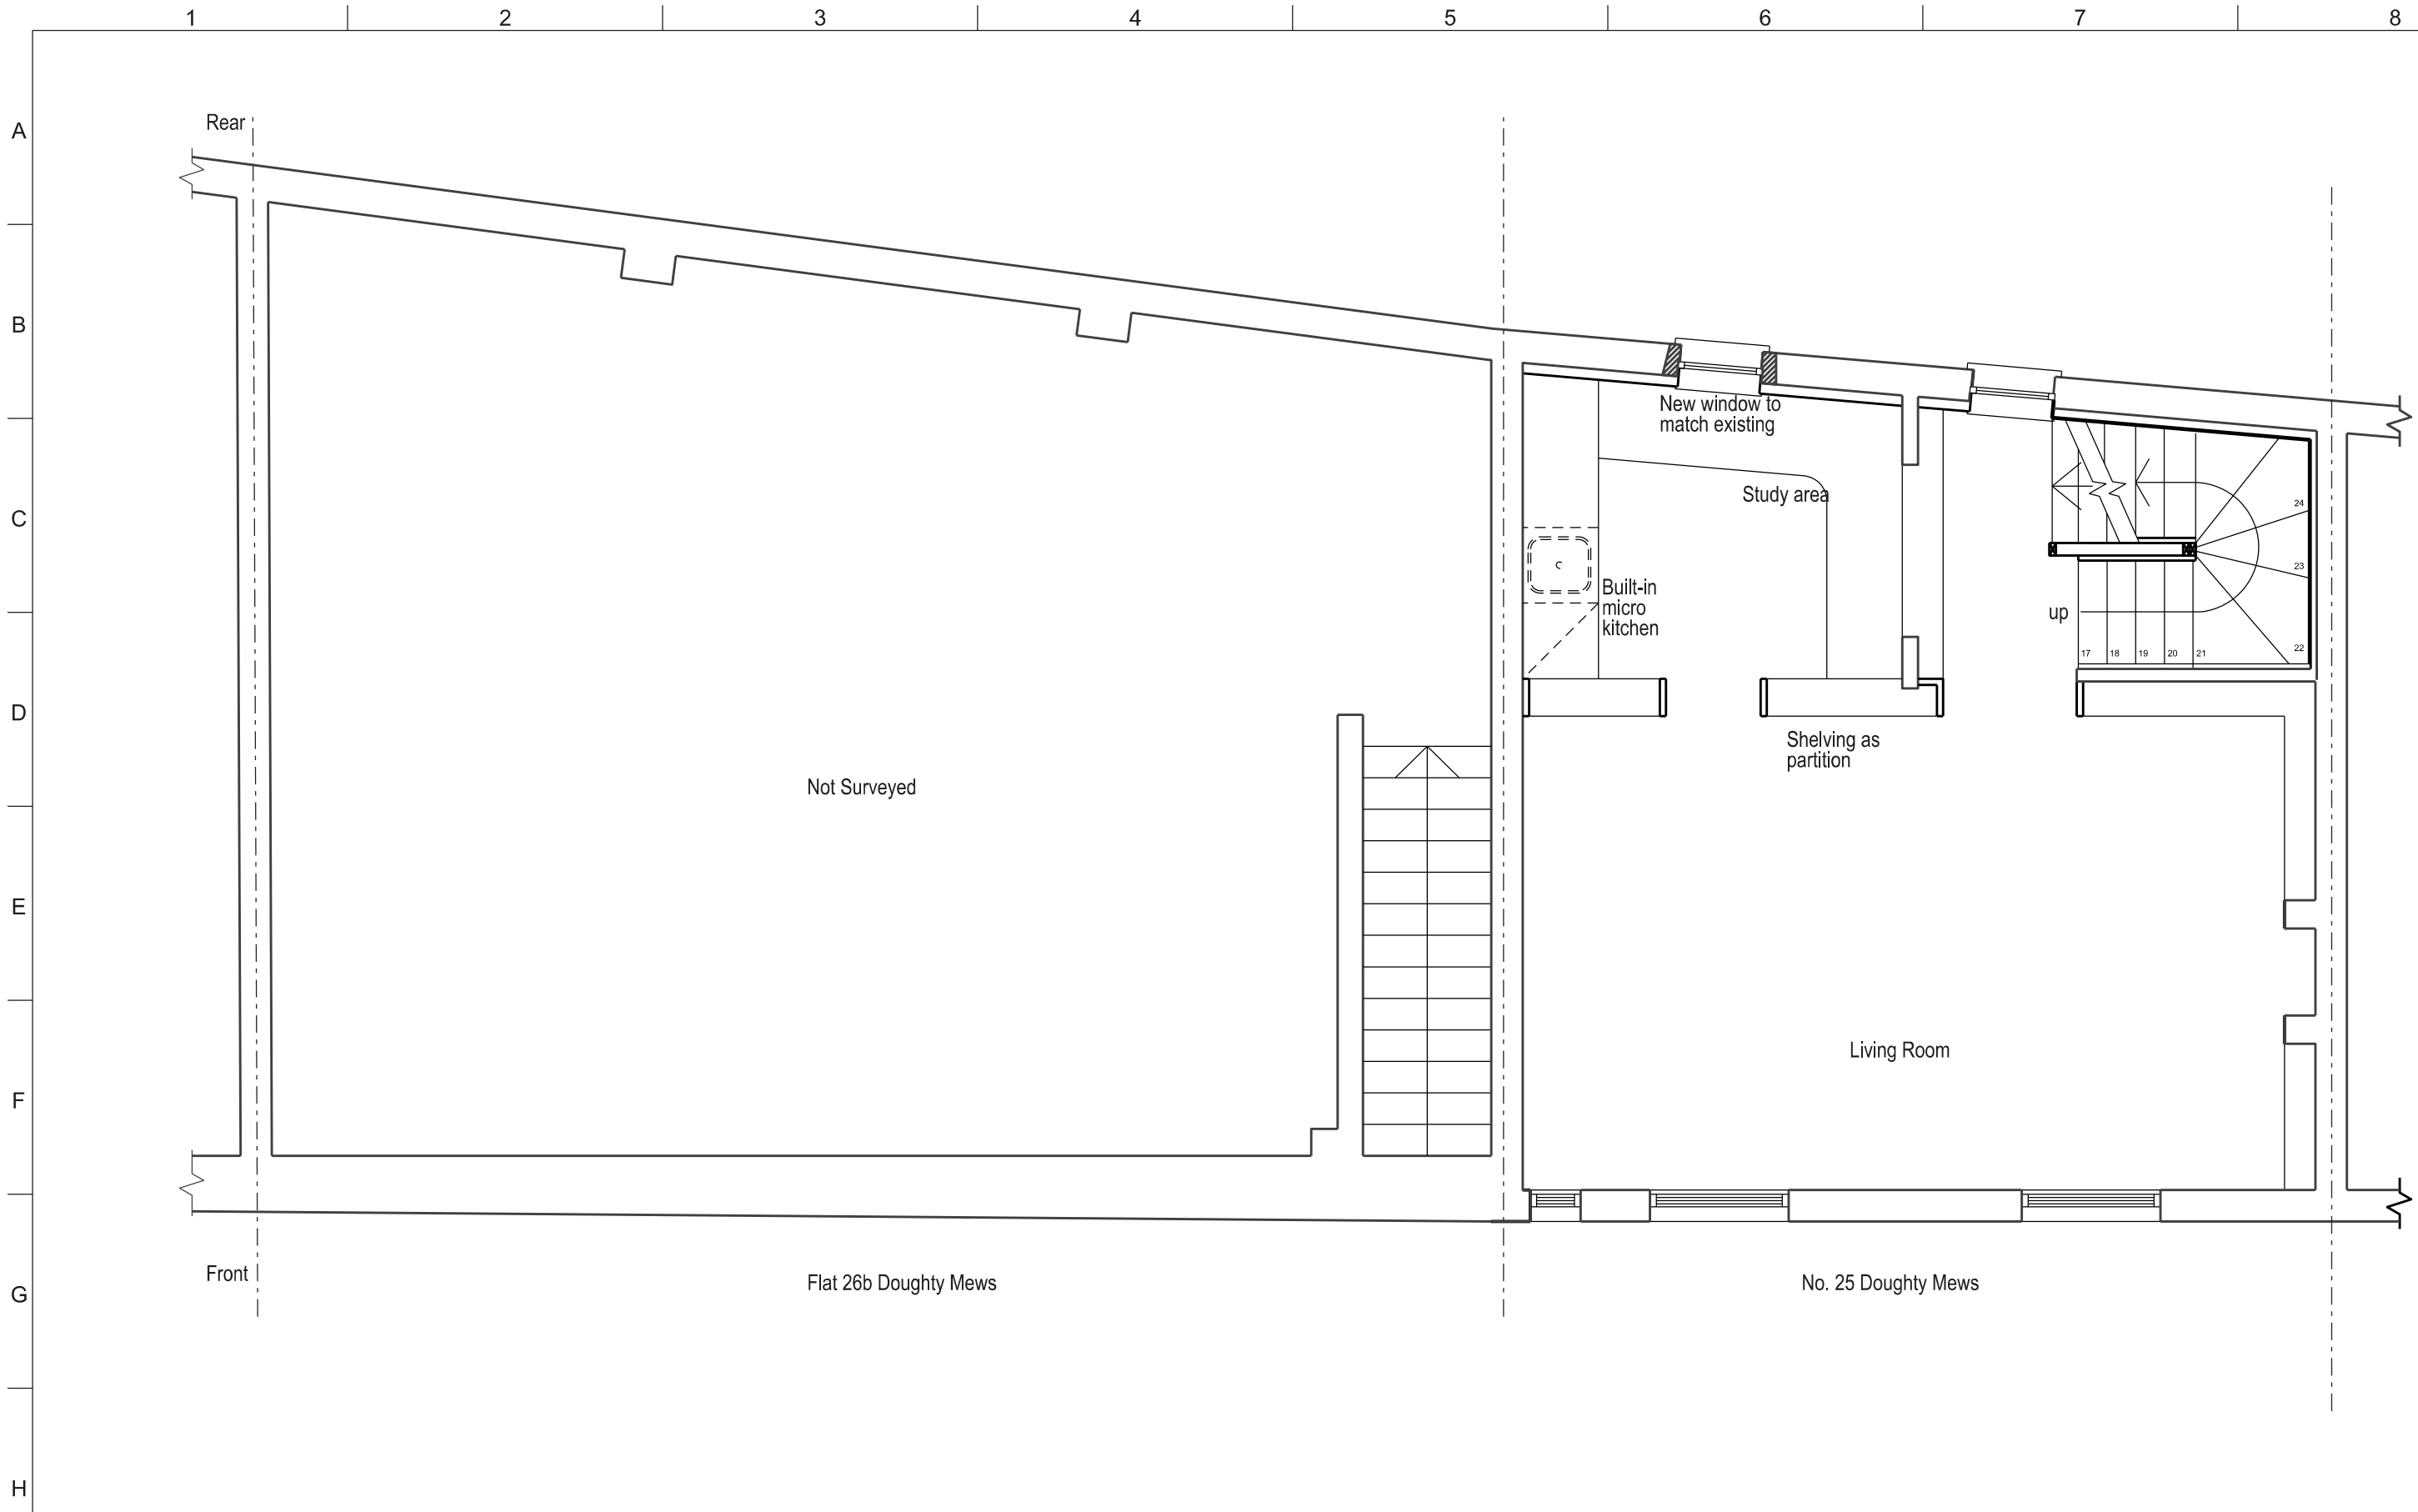 1 2 3 4 5 6 7 8
A
Rear
B
New window to
match existing
C
Study area
24
23
Built-in
micro
kitchen
up
22
17 18 19 20 21
D
Shelving as
partition
Not Surveyed
E
Living Room
F
Front
Flat 26b Doughty Mews
No. 25 Doughty Mews
G
H